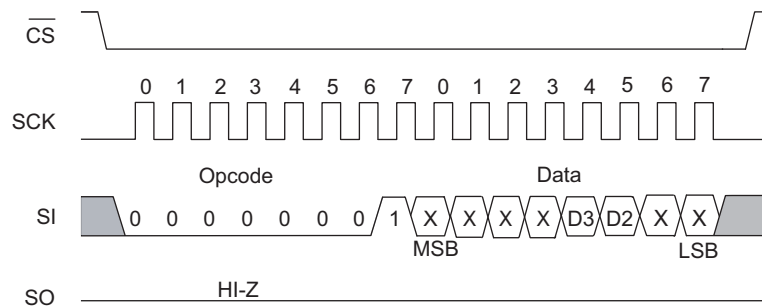 CS
0 1 2 3 4 5 6 7 0 1 2 3 4 5 6 7
SCK
Opcode Data
SI 0 0 0 0 0 0 0 1 X X X X D3 D2 X X
MSB LSB
HI-Z
SO